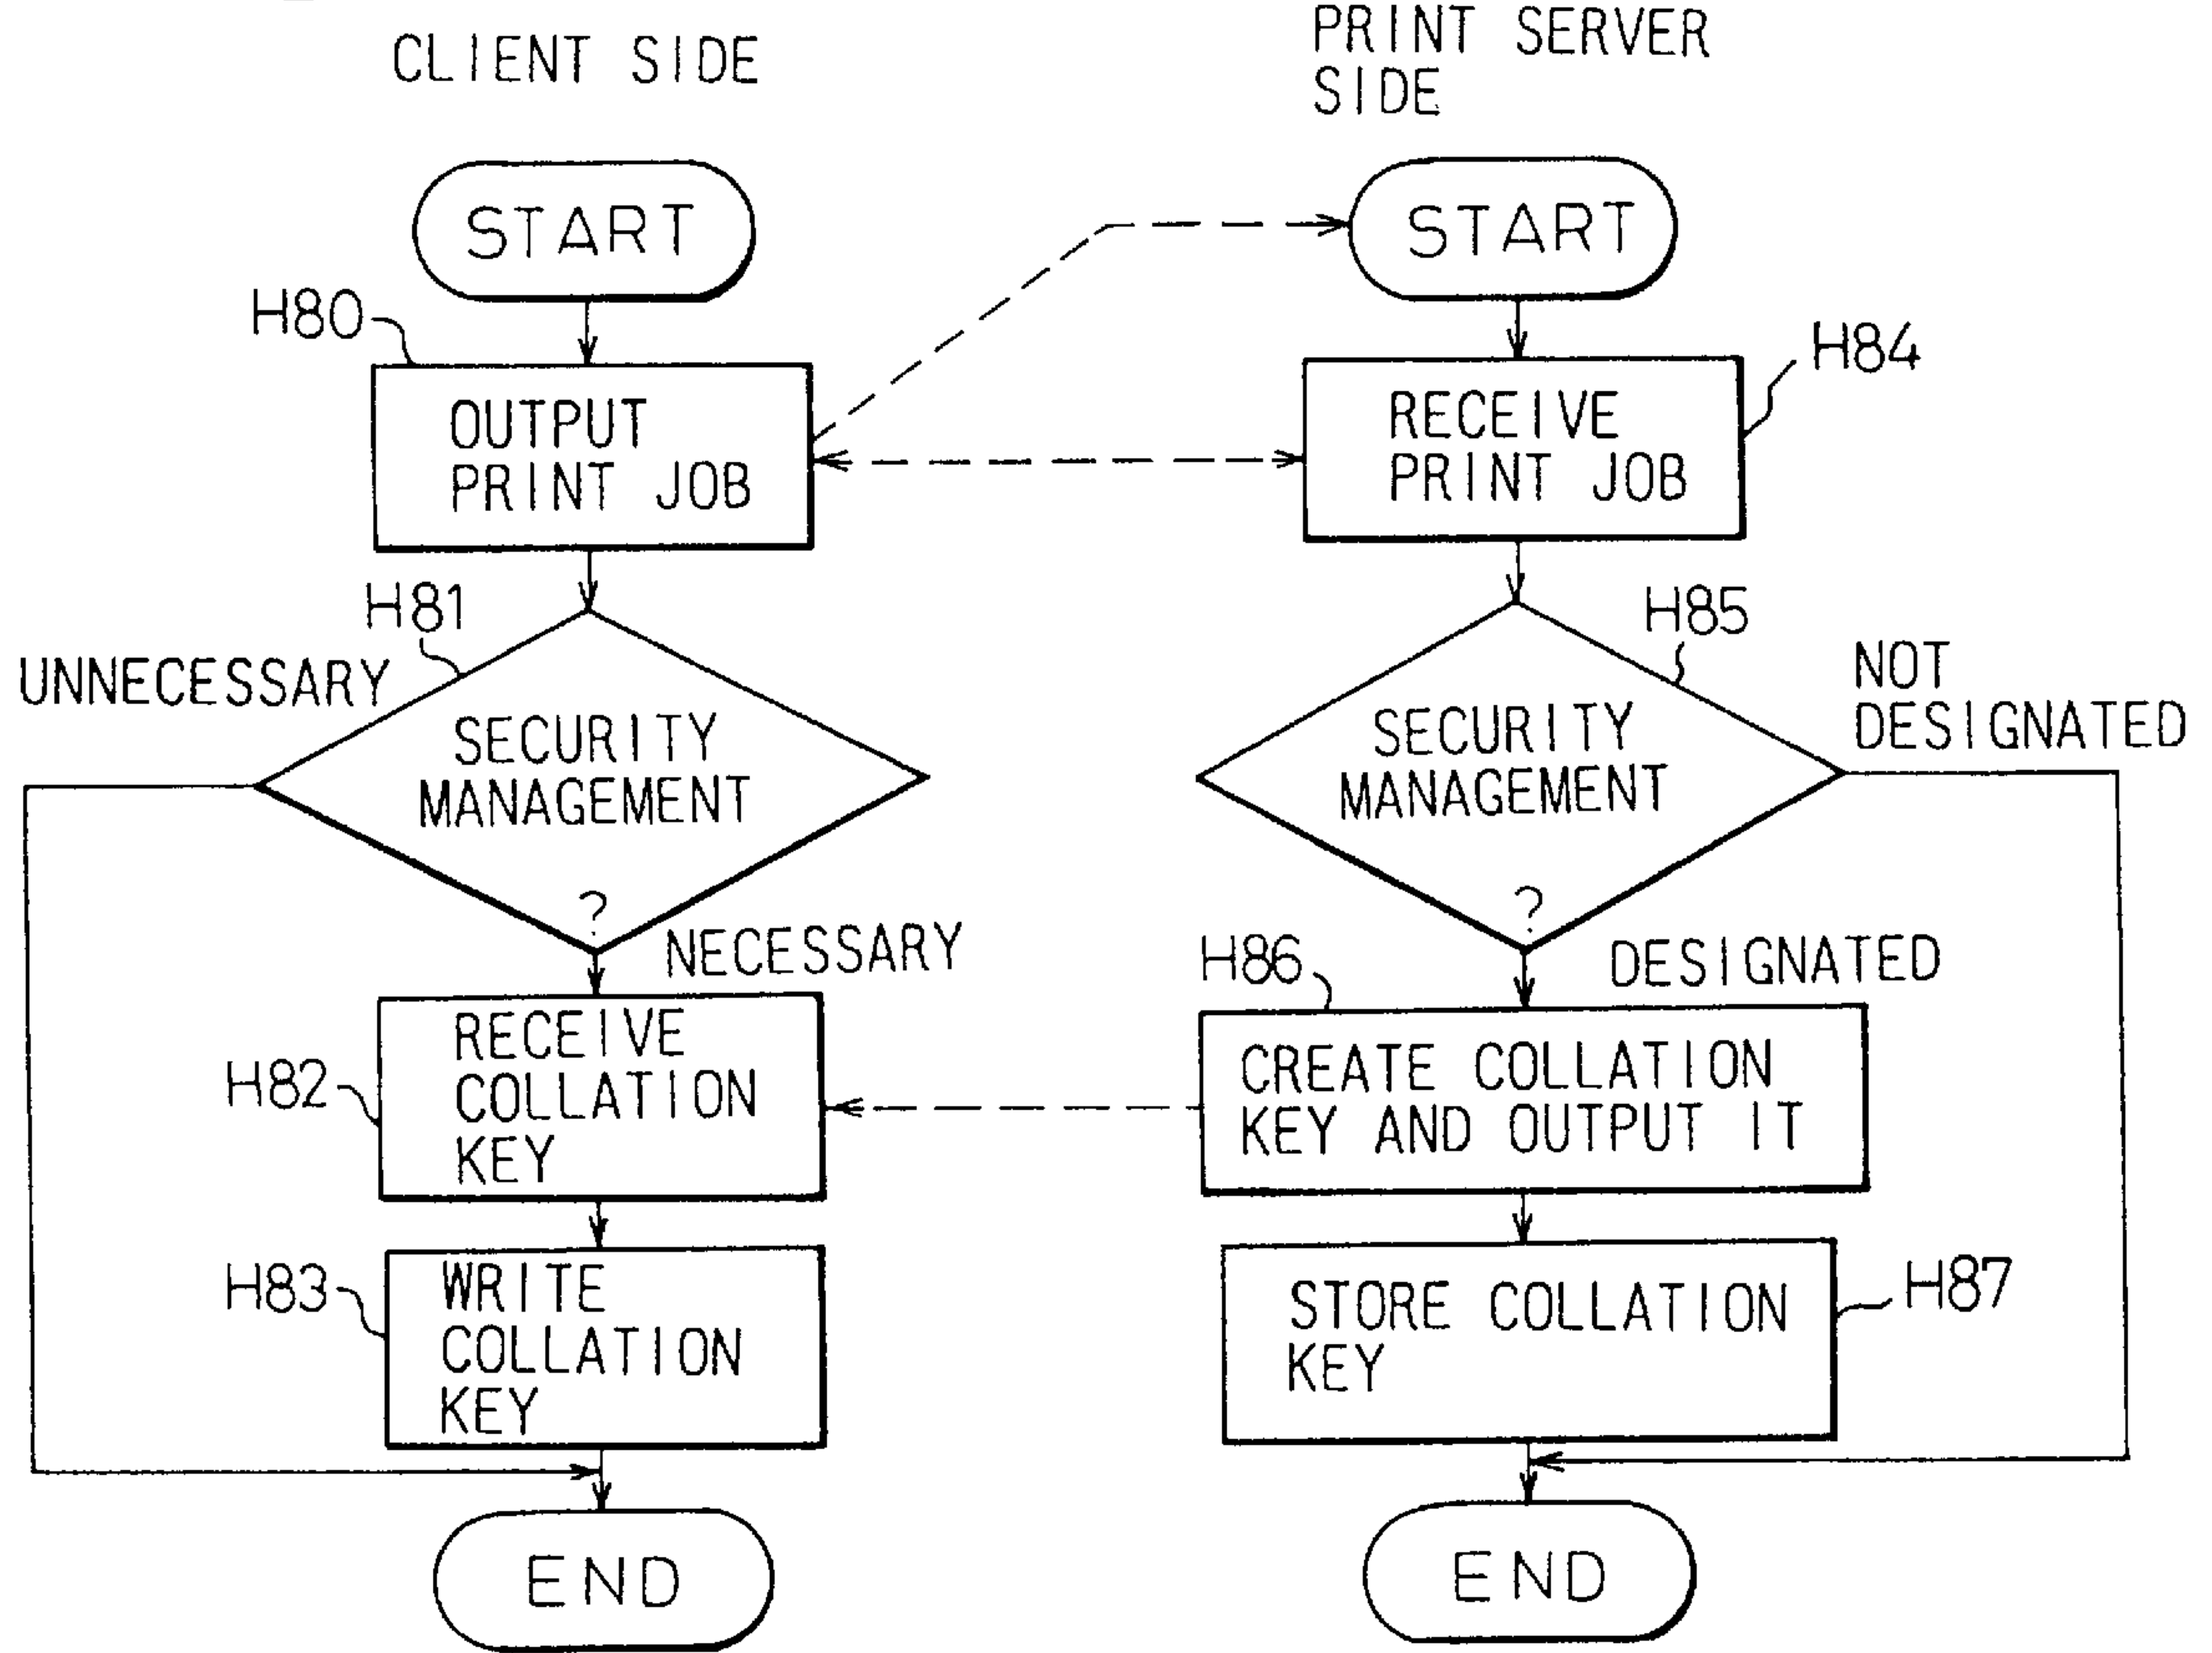 CLIENT SIDE
START
H80
OUTPUT
PRINT JOB
H81
UNNECESSARY
SECURITY
MANAGEMENT
?
NECESSARY
H82
RECEIVE
COLLATION
KEY
H83
WRITE
COLLATION
KEY
END
PRINT SERVER
SIDE
START
H84
RECEIVE
PRINT JOB
H85
NOT
DESIGNATED
SECURITY
MANAGEMENT
?
DESIGNATED
H86
CREATE COLLATION
KEY AND OUTPUT IT
H87
STORE COLLATION
KEY
END